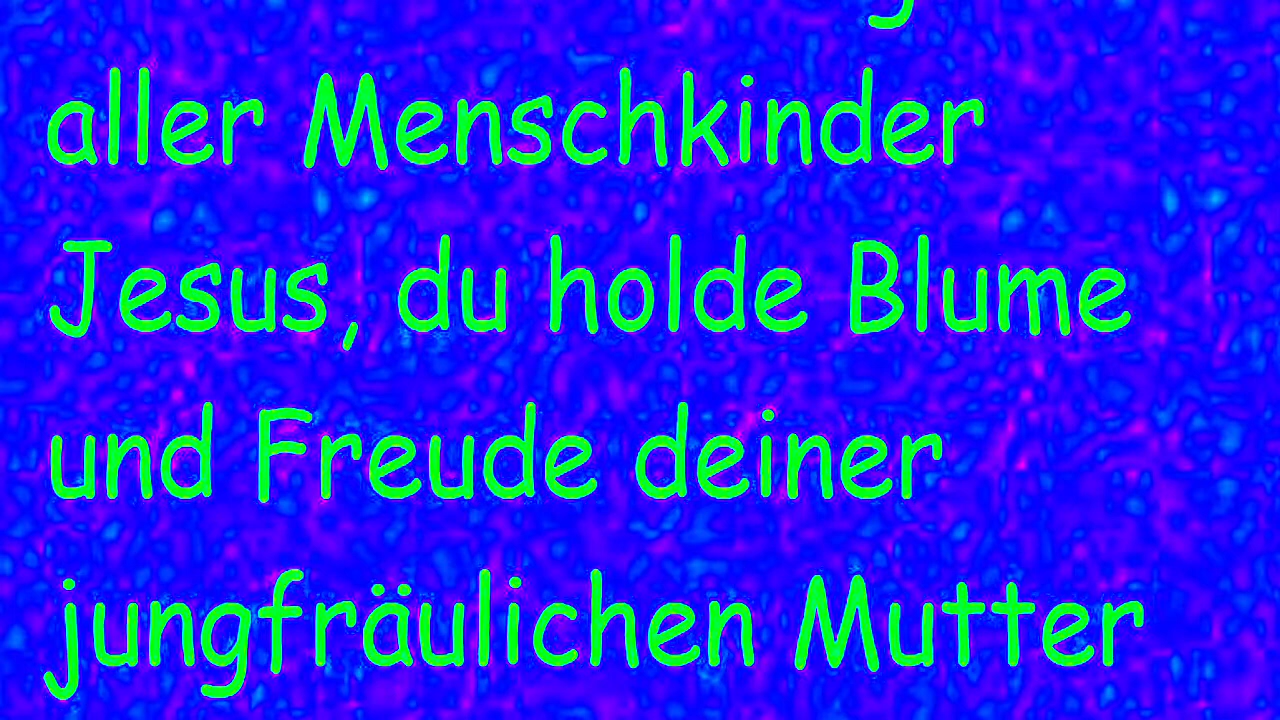 aller Menschkinder
Jesus, du holde Blume
und Freude deiner
jungfräulichen Mutter